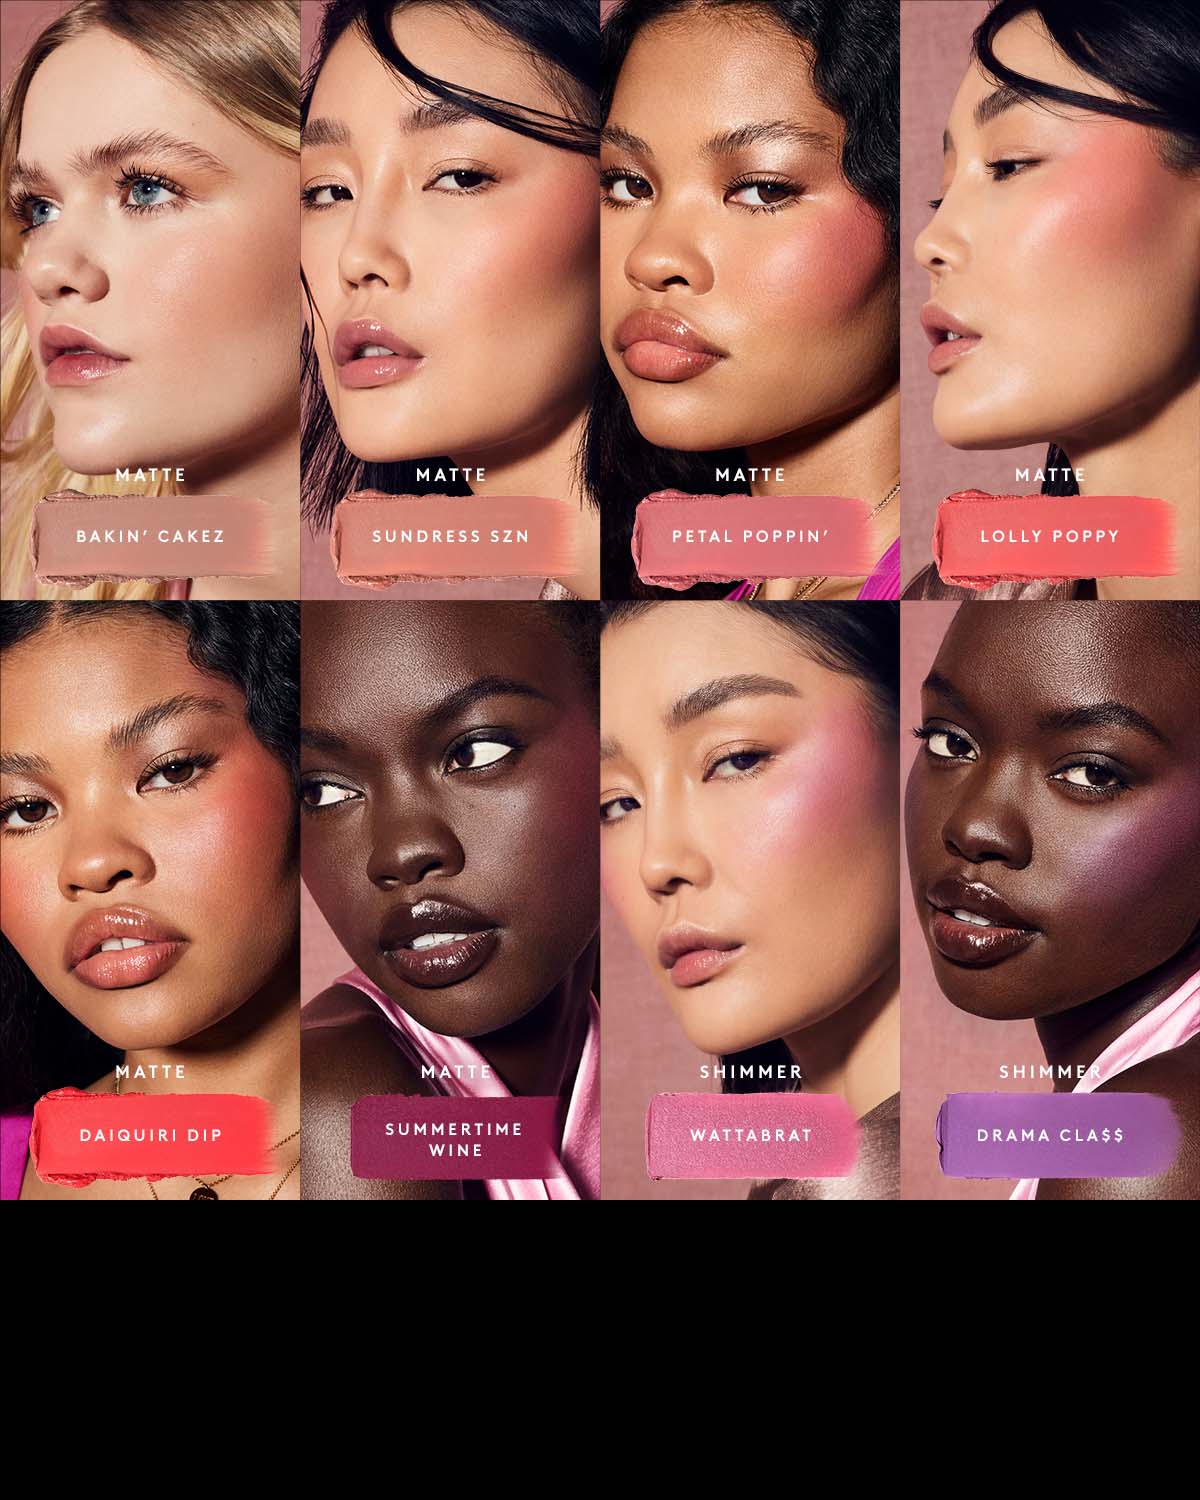 MATTE
BAKIN' CAKEZ
MATTE
SUNDRESS SZN
MATTE
PETAL POPPIN'
MATTE
LOLLY POPPY
MATTE
DAIQUIRI DIP
MATTE
SUMMERTIME
WINE
SHIMMER
WATTABRAT
SHIMMER
DRAMA CLA$$